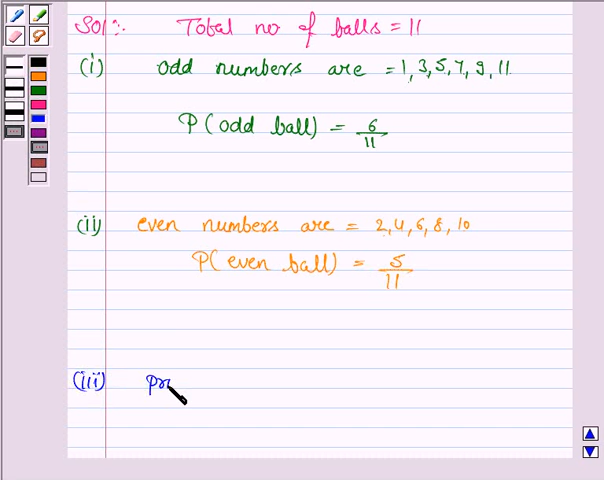 Sol:- Total no of balls = 11
(i) odd numbers are = 1, 3, 5, 7, 9, 11
P(odd ball) = 6/11
(ii) even numbers are = 2, 4, 6, 8, 10
P(even ball) = 5/11
(iii) pr